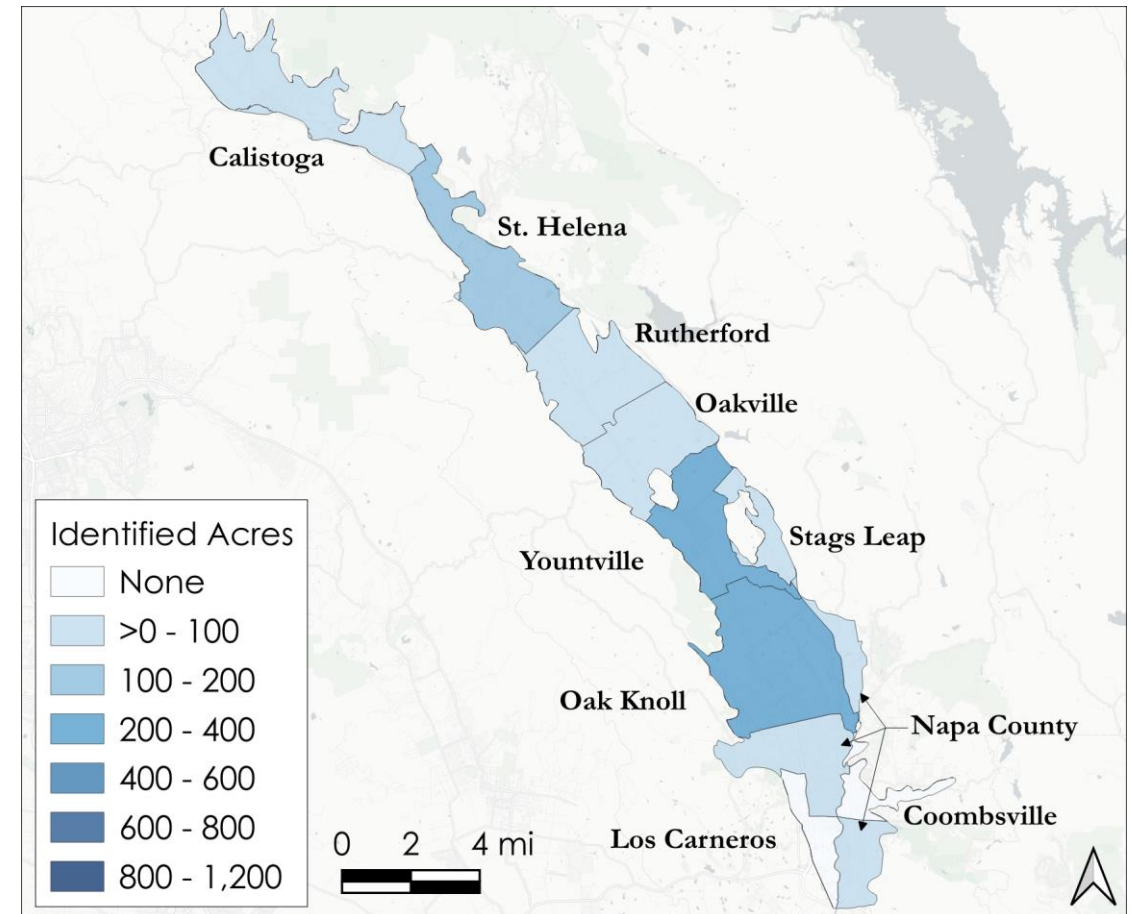 Calistoga
St. Helena
Rutherford
Oakville
Stags Leap
Yountville
Oak Knoll
Napa County
Coombsville
Los Carneros
Identified Acres
None
>0 - 100
100 - 200
200 - 400
400 - 600
600 - 800
800 - 1,200
0 2 4 mi